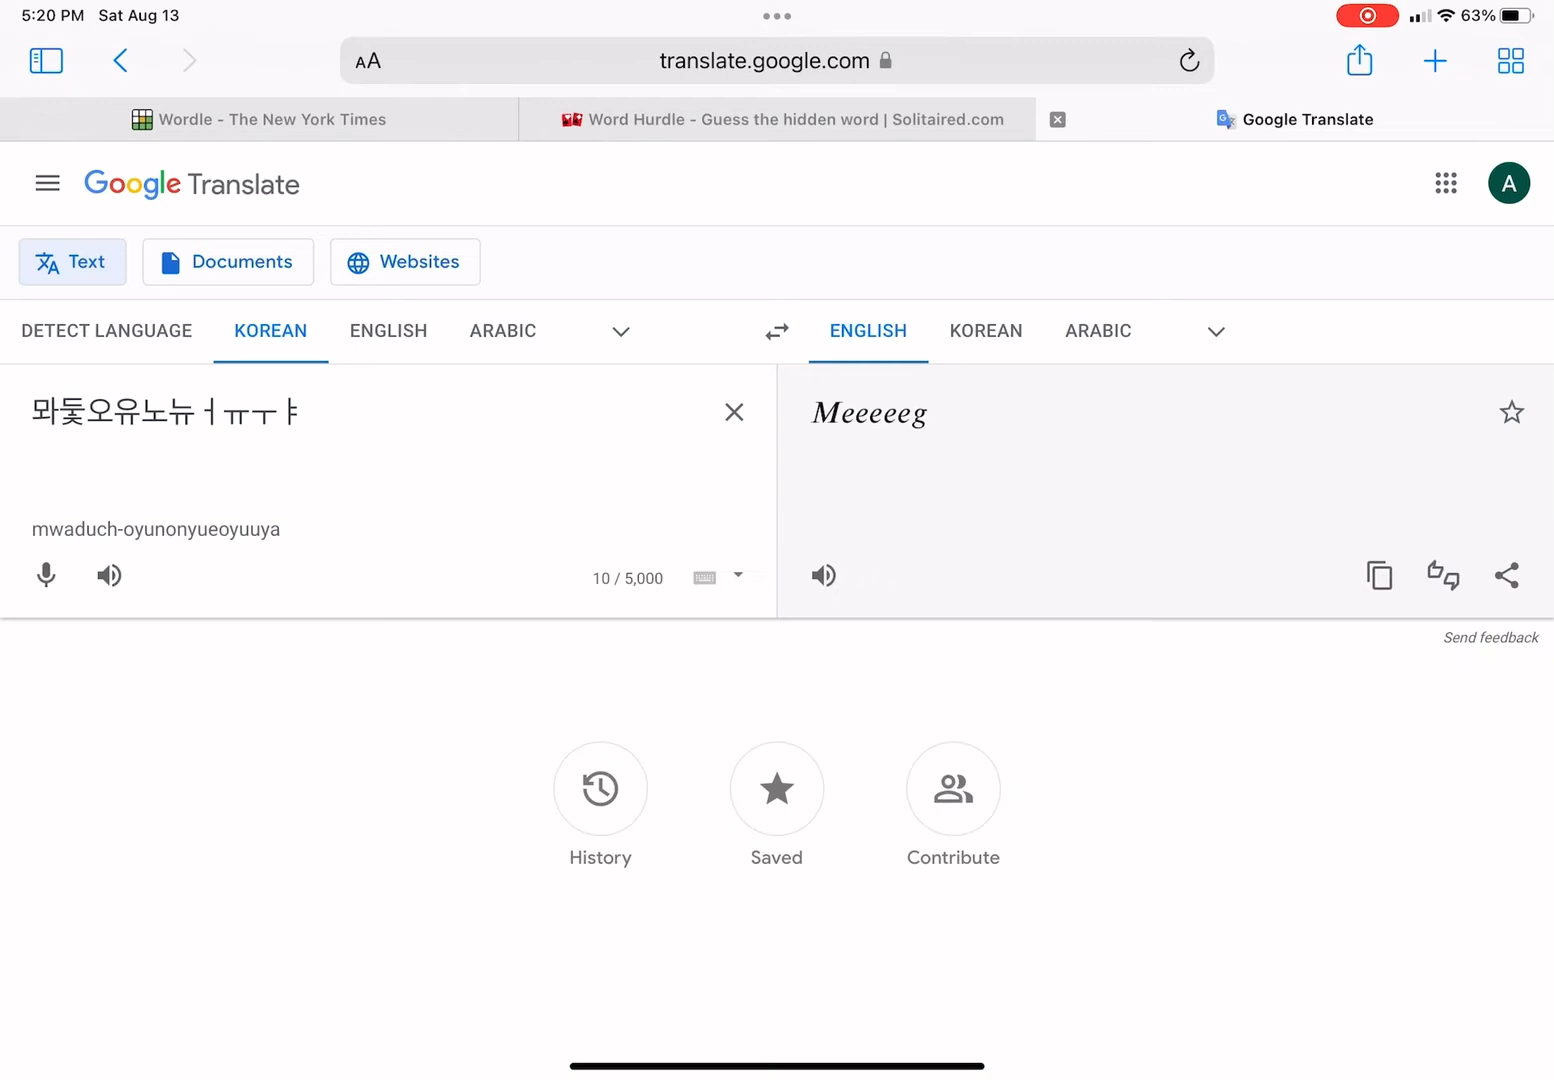 5:20 PM Sat Aug 13
63%
AA translate.google.com
Wordle - The New York Times
Word Hurdle - Guess the hidden word | Solitaired.com
Google Translate
Google Translate
A
Text
Documents
Websites
DETECT LANGUAGE KOREAN ENGLISH ARABIC
ENGLISH KOREAN ARABIC
뫄둧오유노뉴ㅓㅠㅜㅑ
Meeeeeg
mwaduch-oyunonyueoyuuya
10 / 5,000
Send feedback
History
Saved
Contribute